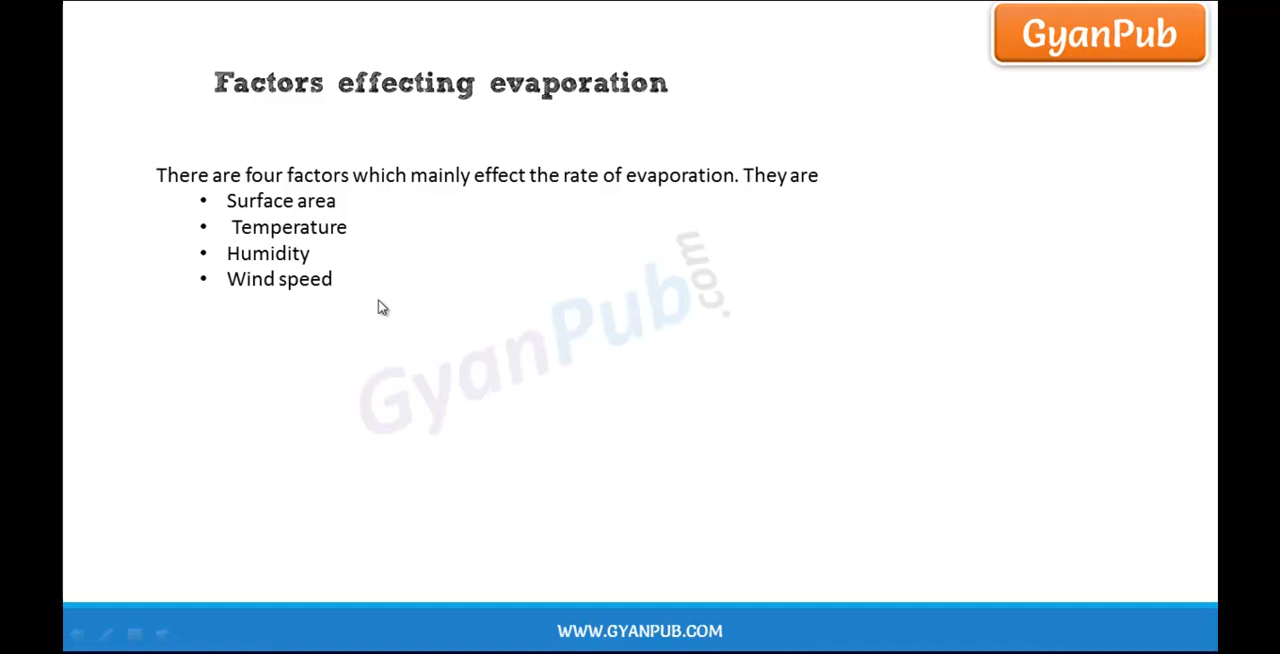 GyanPub
Factors effecting evaporation
There are four factors which mainly effect the rate of evaporation. They are
• Surface area
• Temperature
• Humidity
• Wind speed
GyanPub.com
WWW.GYANPUB.COM